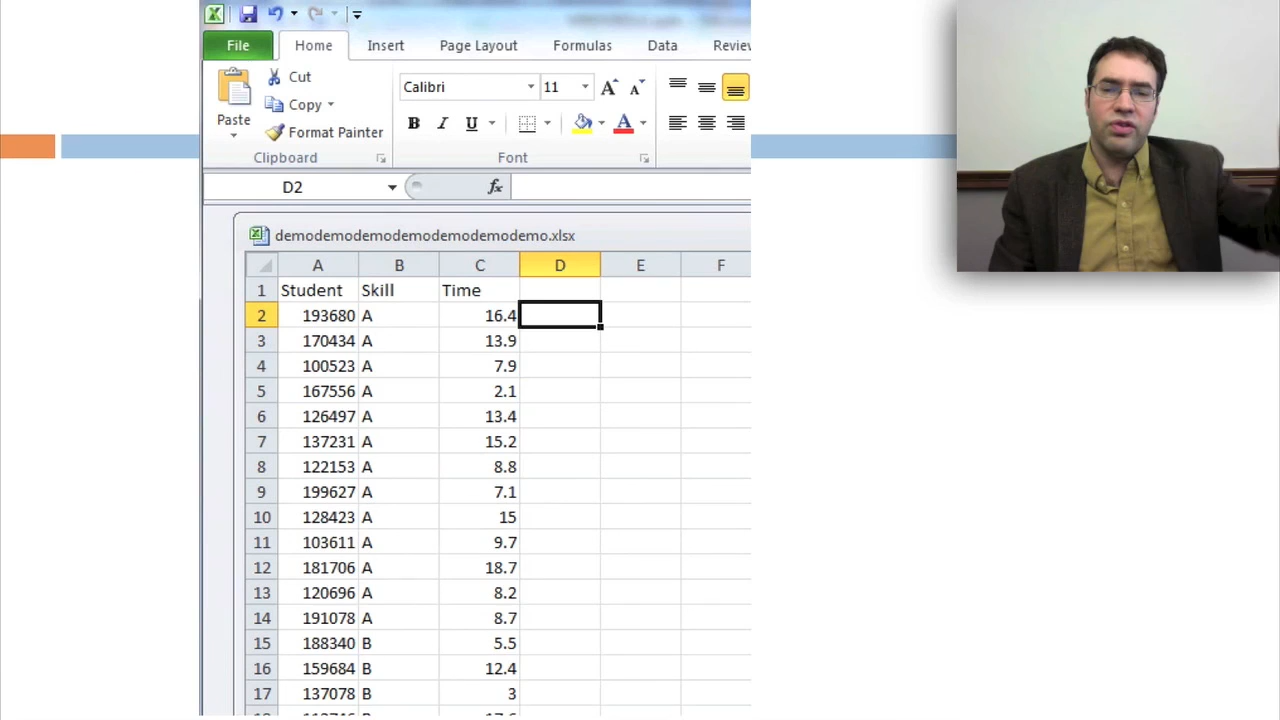 File Home Insert Page Layout Formulas Data Review
Cut
Copy
Format Painter
Paste
Clipboard
Calibri 11
B I U
Font
D2 fx
demodemodemodemodemodemodemo.xlsx
A B C D E F
1 Student Skill Time
2 193680 A 16.4
3 170434 A 13.9
4 100523 A 7.9
5 167556 A 2.1
6 126497 A 13.4
7 137231 A 15.2
8 122153 A 8.8
9 199627 A 7.1
10 128423 A 15
11 103611 A 9.7
12 181706 A 18.7
13 120696 A 8.2
14 191078 A 8.7
15 188340 B 5.5
16 159684 B 12.4
17 137078 B 3